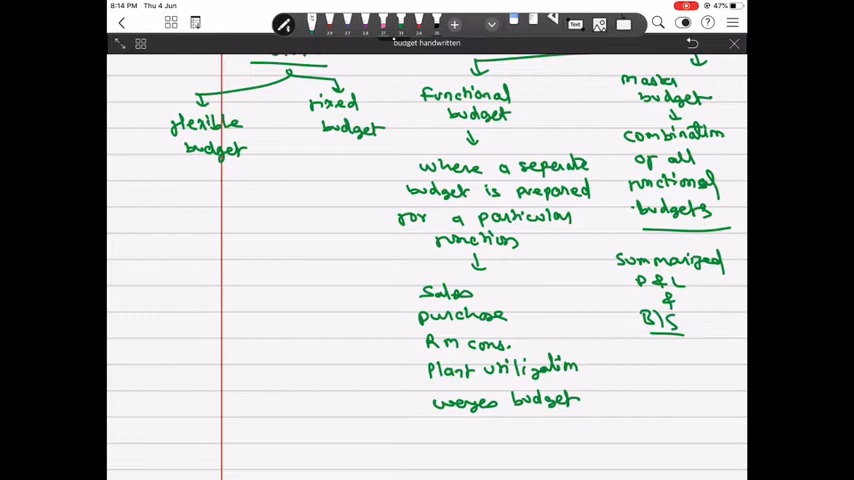 8:14 PM Thu 4 Jun
47%
Text
budget handwritten
flexible
budget
fixed
budget
functional
budget
where a seperate
budget is prepared
for a particular
function
Sales
purchase
Rm cons.
Plant utilization
wages budget
Master
budget
combination
of all
functional
budgets
Summarized
P & L
&
B/S